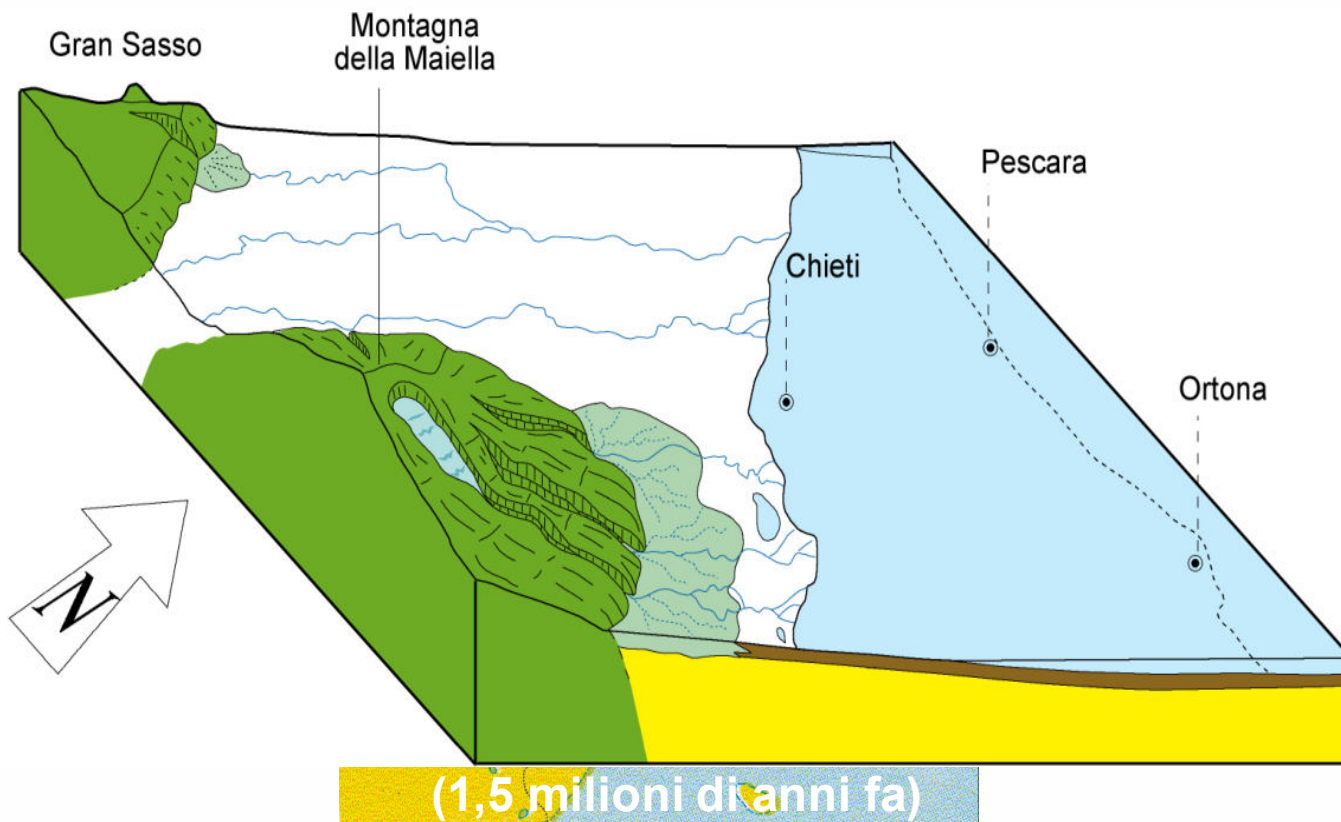 Gran Sasso
Montagna
della Maiella
Pescara
Chieti
Ortona
N
(1,5 milioni di anni fa)